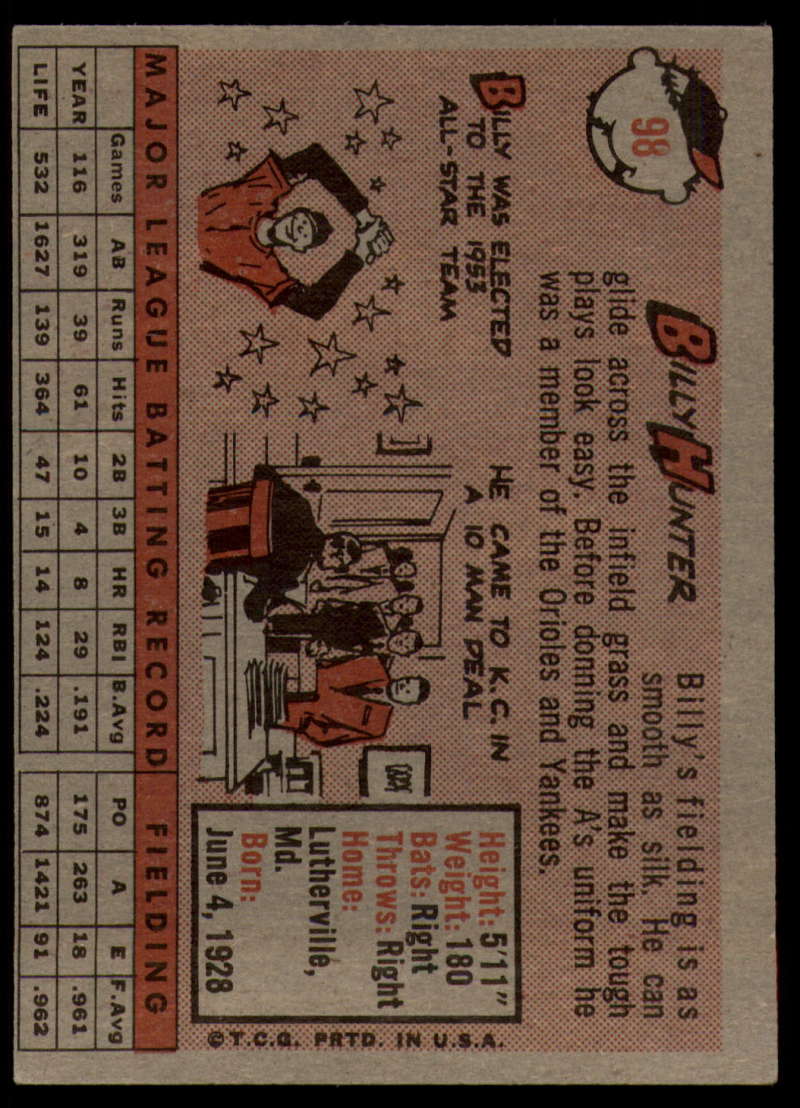 98
BILLY HUNTER
Billy's fielding is as
smooth as silk. He can
glide across the infield grass and make the tough
plays look easy. Before donning the A's uniform he
was a member of the Orioles and Yankees.
BILLY WAS ELECTED
TO THE 1953
ALL-STAR TEAM
HE CAME TO K.C. IN
A 10 MAN DEAL
Height: 5'11"
Weight: 180
Bats: Right
Throws: Right
Home:
Lutherville,
Md.
Born:
June 4, 1928
©T.C.G. PRTD. IN U.S.A.
MAJOR LEAGUE BATTING RECORD FIELDING
Games AB Runs Hits 2B 3B HR RBI B.Avg PO A E F.Avg
YEAR 116 319 39 61 10 4 8 29 .191 175 263 18 .961
LIFE 532 1627 139 364 47 15 14 124 .224 874 1421 91 .962